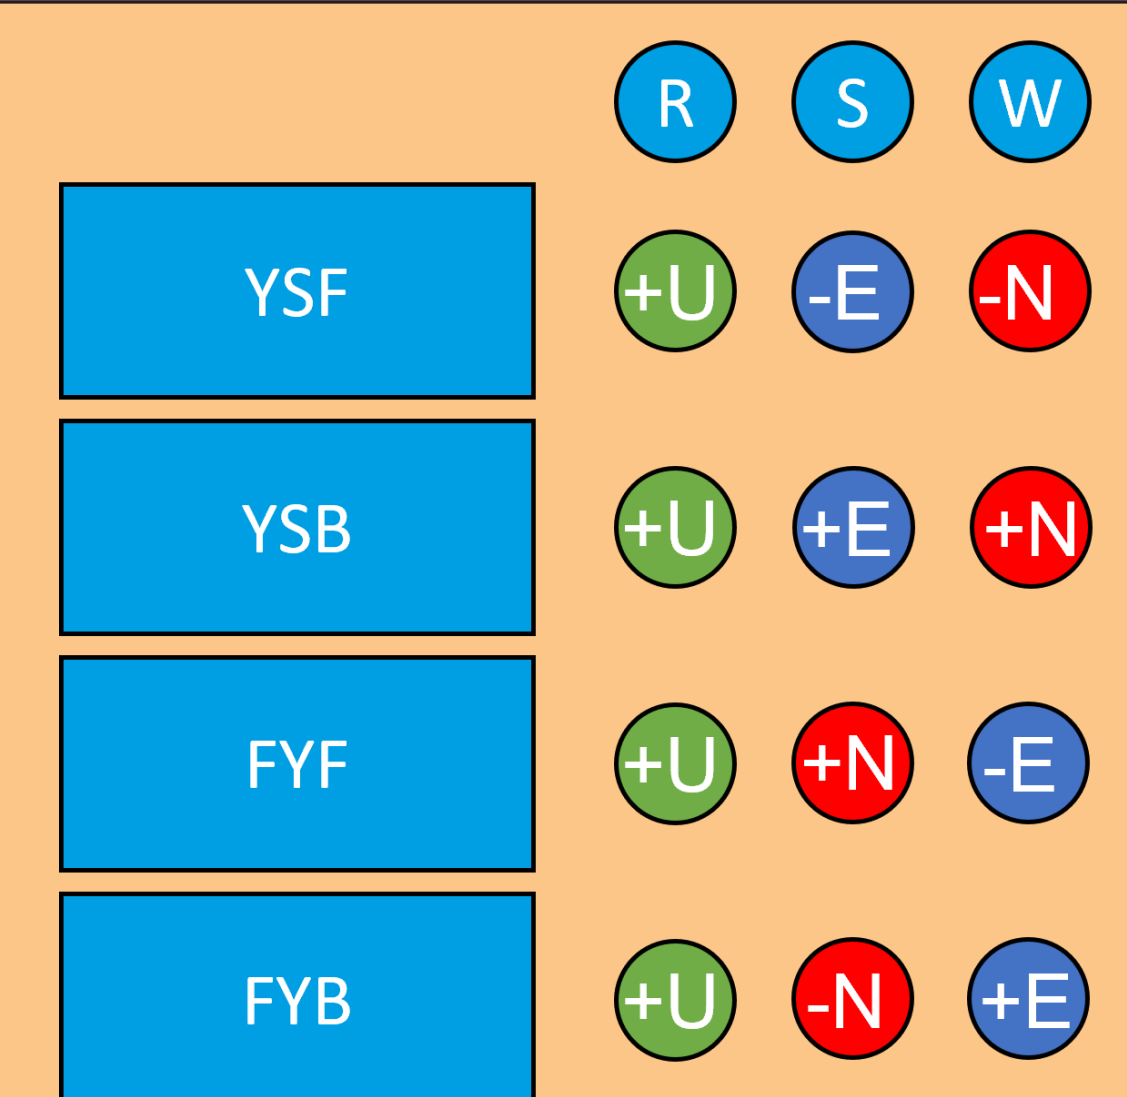 R S W
YSF +U -E -N
YSB +U +E +N
FYF +U +N -E
FYB +U -N +E